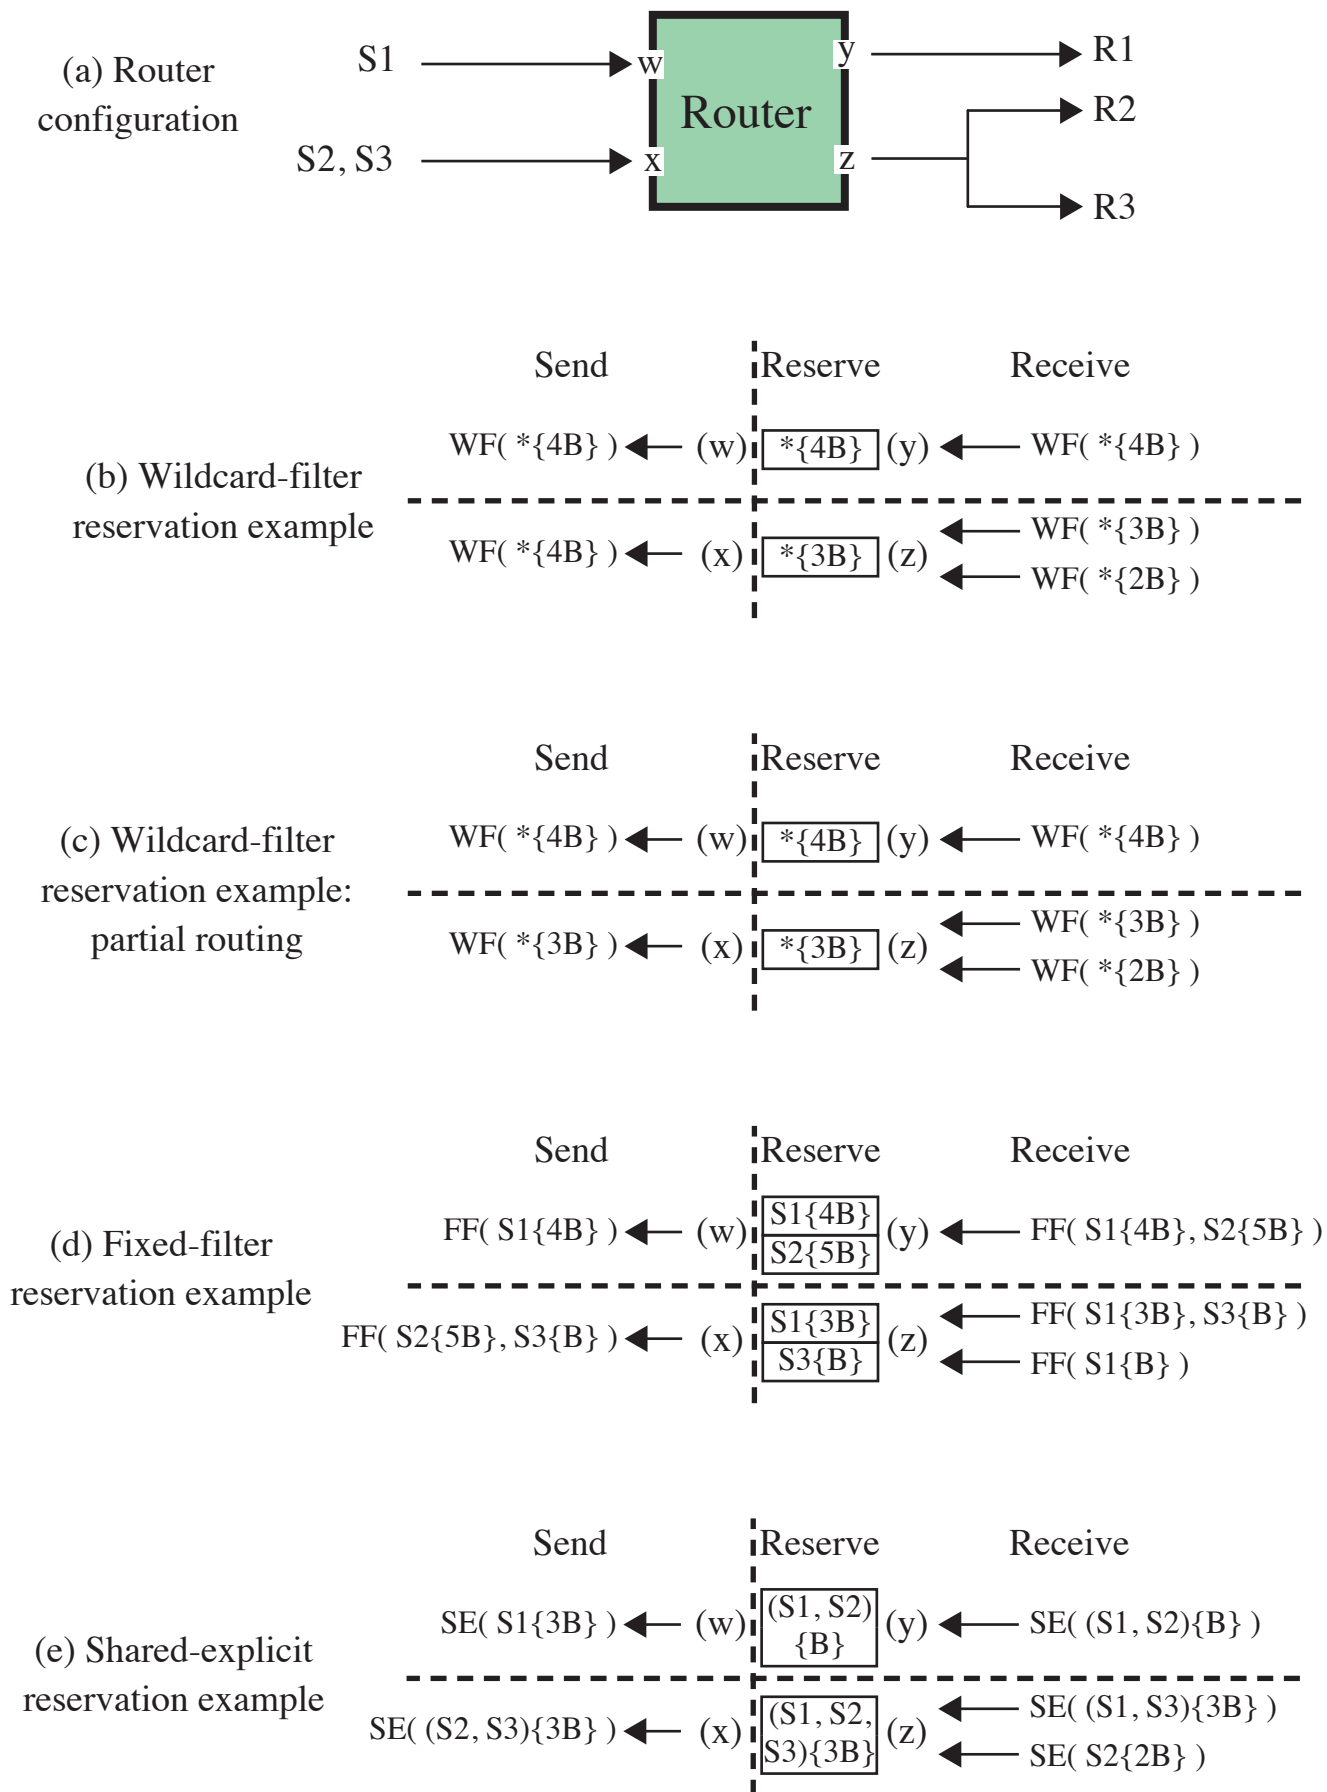 (a) Router
configuration
S1
S2, S3
w
x
Router
y
z
R1
R2
R3
Send Reserve Receive
(b) Wildcard-filter
reservation example
WF( *{4B} ) (w) *{4B} (y) WF( *{4B} )
WF( *{4B} ) (x) *{3B} (z) WF( *{3B} )
WF( *{2B} )
Send Reserve Receive
(c) Wildcard-filter
reservation example:
partial routing
WF( *{4B} ) (w) *{4B} (y) WF( *{4B} )
WF( *{3B} ) (x) *{3B} (z) WF( *{3B} )
WF( *{2B} )
Send Reserve Receive
(d) Fixed-filter
reservation example
FF( S1{4B} ) (w) S1{4B} (y) FF( S1{4B}, S2{5B} )
S2{5B}
FF( S2{5B}, S3{B} ) (x) S1{3B} (z) FF( S1{3B}, S3{B} )
S3{B} FF( S1{B} )
Send Reserve Receive
(e) Shared-explicit
reservation example
SE( S1{3B} ) (w) (S1, S2) (y) SE( (S1, S2){B} )
{B}
SE( (S2, S3){3B} ) (x) (S1, S2, (z) SE( (S1, S3){3B} )
S3){3B} SE( S2{2B} )